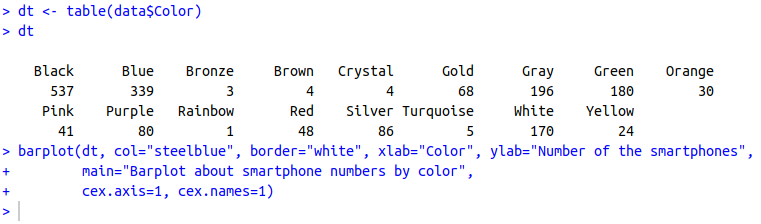 > dt <- table(data$Color)
> dt
Black Blue Bronze Brown Crystal Gold Gray Green Orange
537 339 3 4 4 68 196 180 30
Pink Purple Rainbow Red Silver Turquoise White Yellow
41 80 1 48 86 5 170 24
> barplot(dt, col="steelblue", border="white", xlab="Color", ylab="Number of the smartphones",
+ main="Barplot about smartphone numbers by color",
+ cex.axis=1, cex.names=1)
>